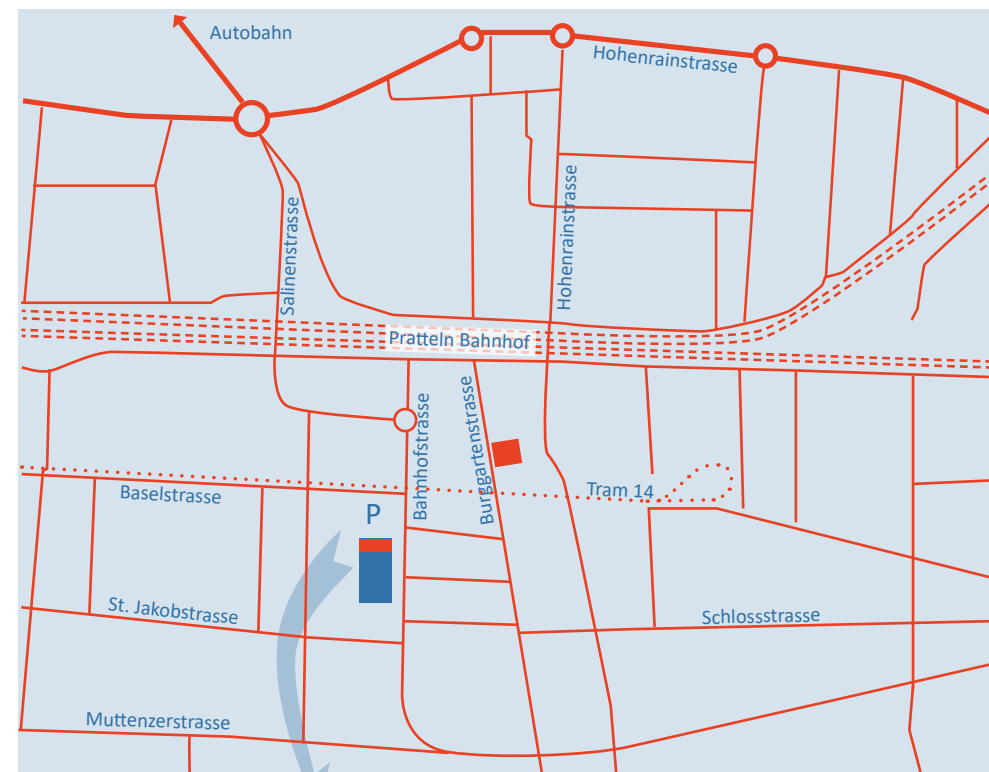 Autobahn
Hohenrainstrasse
Salinenstrasse
Hohenrainstrasse
Pratteln Bahnhof
Bahnhofstrasse
Burggartenstrasse
Baselstrasse
Tram 14
P
St. Jakobstrasse
Schlossstrasse
Muttenzerstrasse